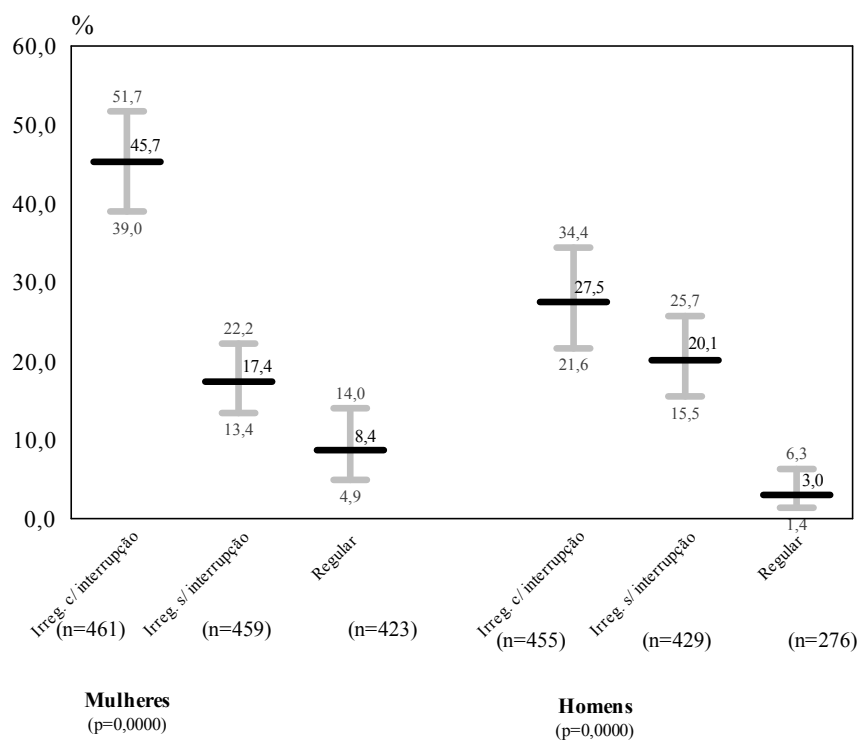 %
60,0
50,0
40,0
30,0
20,0
10,0
0,0
51,7
45,7
39,0
22,2
17,4
13,4
14,0
8,4
4,9
34,4
27,5
21,6
25,7
20,1
15,5
6,3
3,0
1,4
Irreg. c/ interrupção
Irreg. s/ interrupção
Regular
Irreg. c/ interrupção
Irreg. s/ interrupção
Regular
(n=461)
(n=459)
(n=423)
(n=455)
(n=429)
(n=276)
Mulheres
(p=0,0000)
Homens
(p=0,0000)